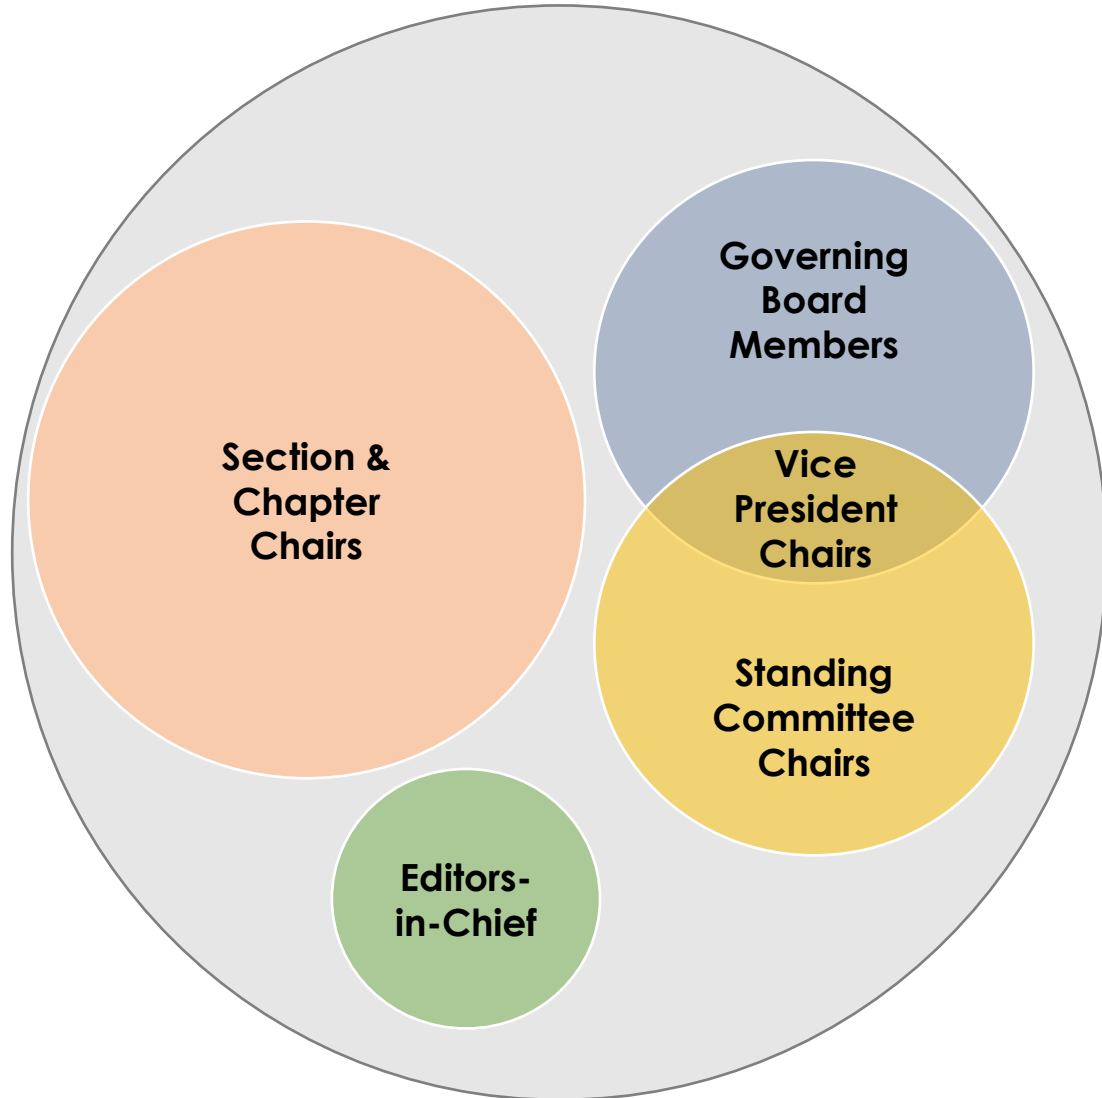 Governing
Board
Members
Section &
Chapter
Chairs
Vice
President
Chairs
Standing
Committee
Chairs
Editors-
in-Chief